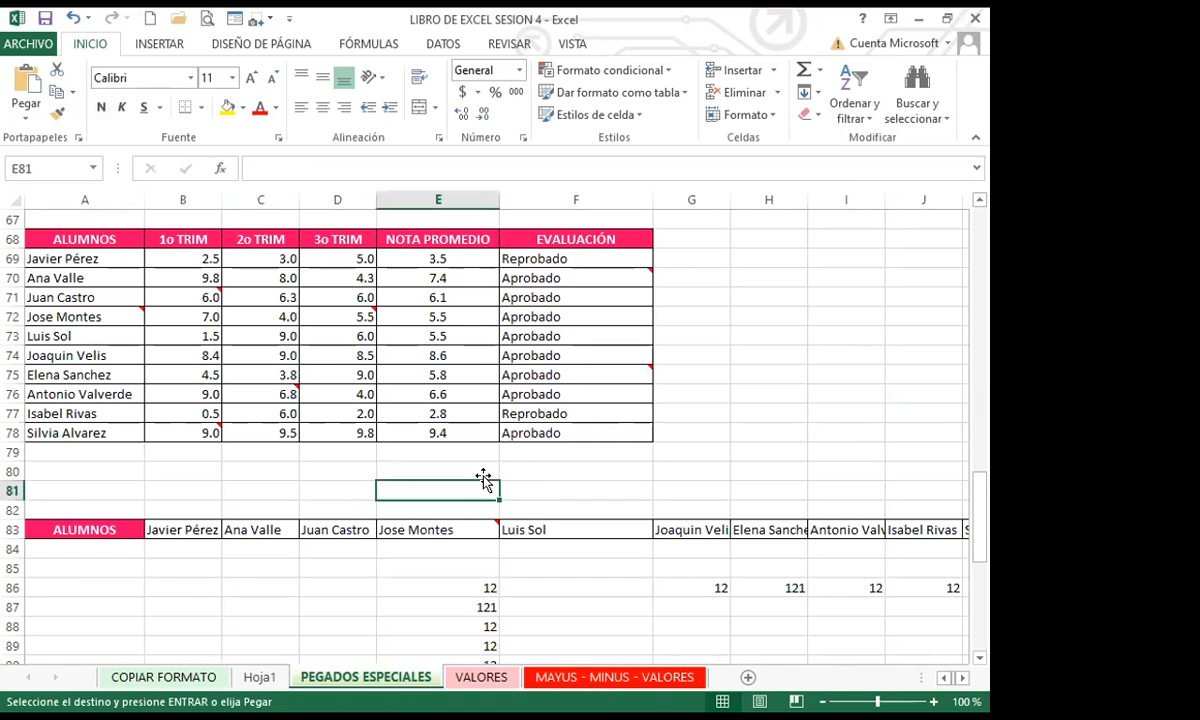 LIBRO DE EXCEL SESION 4 - Excel
ARCHIVO INICIO INSERTAR DISEÑO DE PÁGINA FÓRMULAS DATOS REVISAR VISTA Cuenta Microsoft
Calibri 11 General Formato condicional Insertar
Pegar N K S $ % 000 Dar formato como tabla Eliminar Ordenar y filtrar Buscar y seleccionar
Estilos de celda Formato
Portapapeles Fuente Alineación Número Estilos Celdas Modificar
E81 fx
A B C D E F G H I J
67
68 ALUMNOS 1o TRIM 2o TRIM 3o TRIM NOTA PROMEDIO EVALUACIÓN
69 Javier Pérez 2.5 3.0 5.0 3.5 Reprobado
70 Ana Valle 9.8 8.0 4.3 7.4 Aprobado
71 Juan Castro 6.0 6.3 6.0 6.1 Aprobado
72 Jose Montes 7.0 4.0 5.5 5.5 Aprobado
73 Luis Sol 1.5 9.0 6.0 5.5 Aprobado
74 Joaquin Velis 8.4 9.0 8.5 8.6 Aprobado
75 Elena Sanchez 4.5 3.8 9.0 5.8 Aprobado
76 Antonio Valverde 9.0 6.8 4.0 6.6 Aprobado
77 Isabel Rivas 0.5 6.0 2.0 2.8 Reprobado
78 Silvia Alvarez 9.0 9.5 9.8 9.4 Aprobado
79
80
81
82
83 ALUMNOS Javier Pérez Ana Valle Juan Castro Jose Montes Luis Sol Joaquin Veli Elena Sanche Antonio Valv Isabel Rivas S
84
85
86 12 12 121 12 12
87 121
88 12
89 12
COPIAR FORMATO Hoja1 PEGADOS ESPECIALES VALORES MAYUS - MINUS - VALORES
Seleccione el destino y presione ENTRAR o elija Pegar 100 %